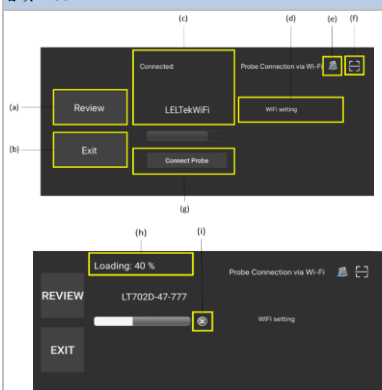 (c)
(d)
(e)
(f)
Connected:
Probe Connection via Wi-Fi
(a)
Review
LELTekWiFi
WiFi setting
(b)
Exit
Connect Probe
(g)
(h)
(i)
Loading: 40 %
Probe Connection via Wi-Fi
REVIEW
LT702D-47-777
WiFi setting
EXIT